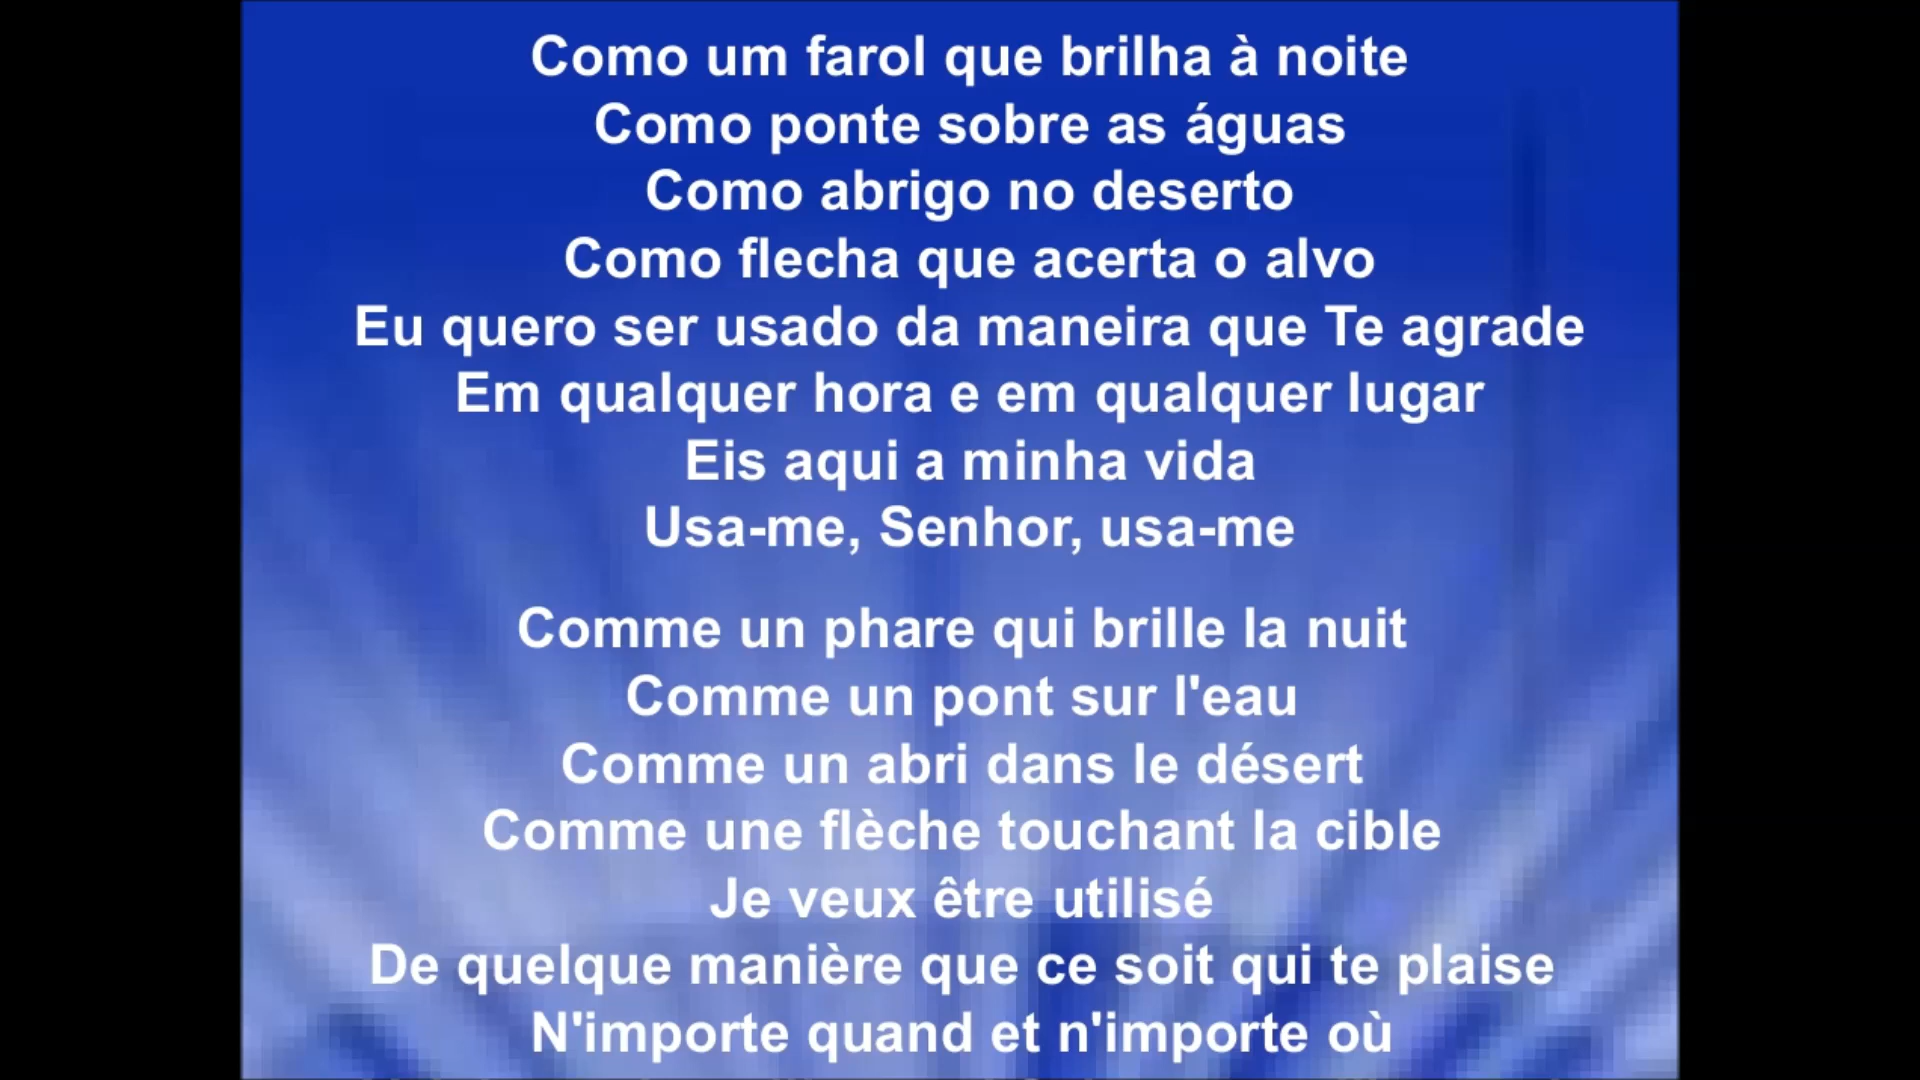 Como um farol que brilha à noite
Como ponte sobre as águas
Como abrigo no deserto
Como flecha que acerta o alvo
Eu quero ser usado da maneira que Te agrade
Em qualquer hora e em qualquer lugar
Eis aqui a minha vida
Usa-me, Senhor, usa-me
Comme un phare qui brille la nuit
Comme un pont sur l'eau
Comme un abri dans le désert
Comme une flèche touchant la cible
Je veux être utilisé
De quelque manière que ce soit qui te plaise
N'importe quand et n'importe où